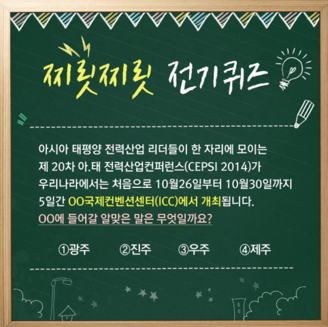 찌릿찌릿 전기퀴즈
아시아 태평양 전력산업 리더들이 한 자리에 모이는
제 20차 아.태 전력산업컨퍼런스(CEPSI 2014)가
우리나라에서는 처음으로 10월26일부터 10월30일까지
5일간 OO국제컨벤션센터(ICC)에서 개최됩니다.
OO에 들어갈 알맞은 말은 무엇일까요?
①광주 ②진주 ③우주 ④제주